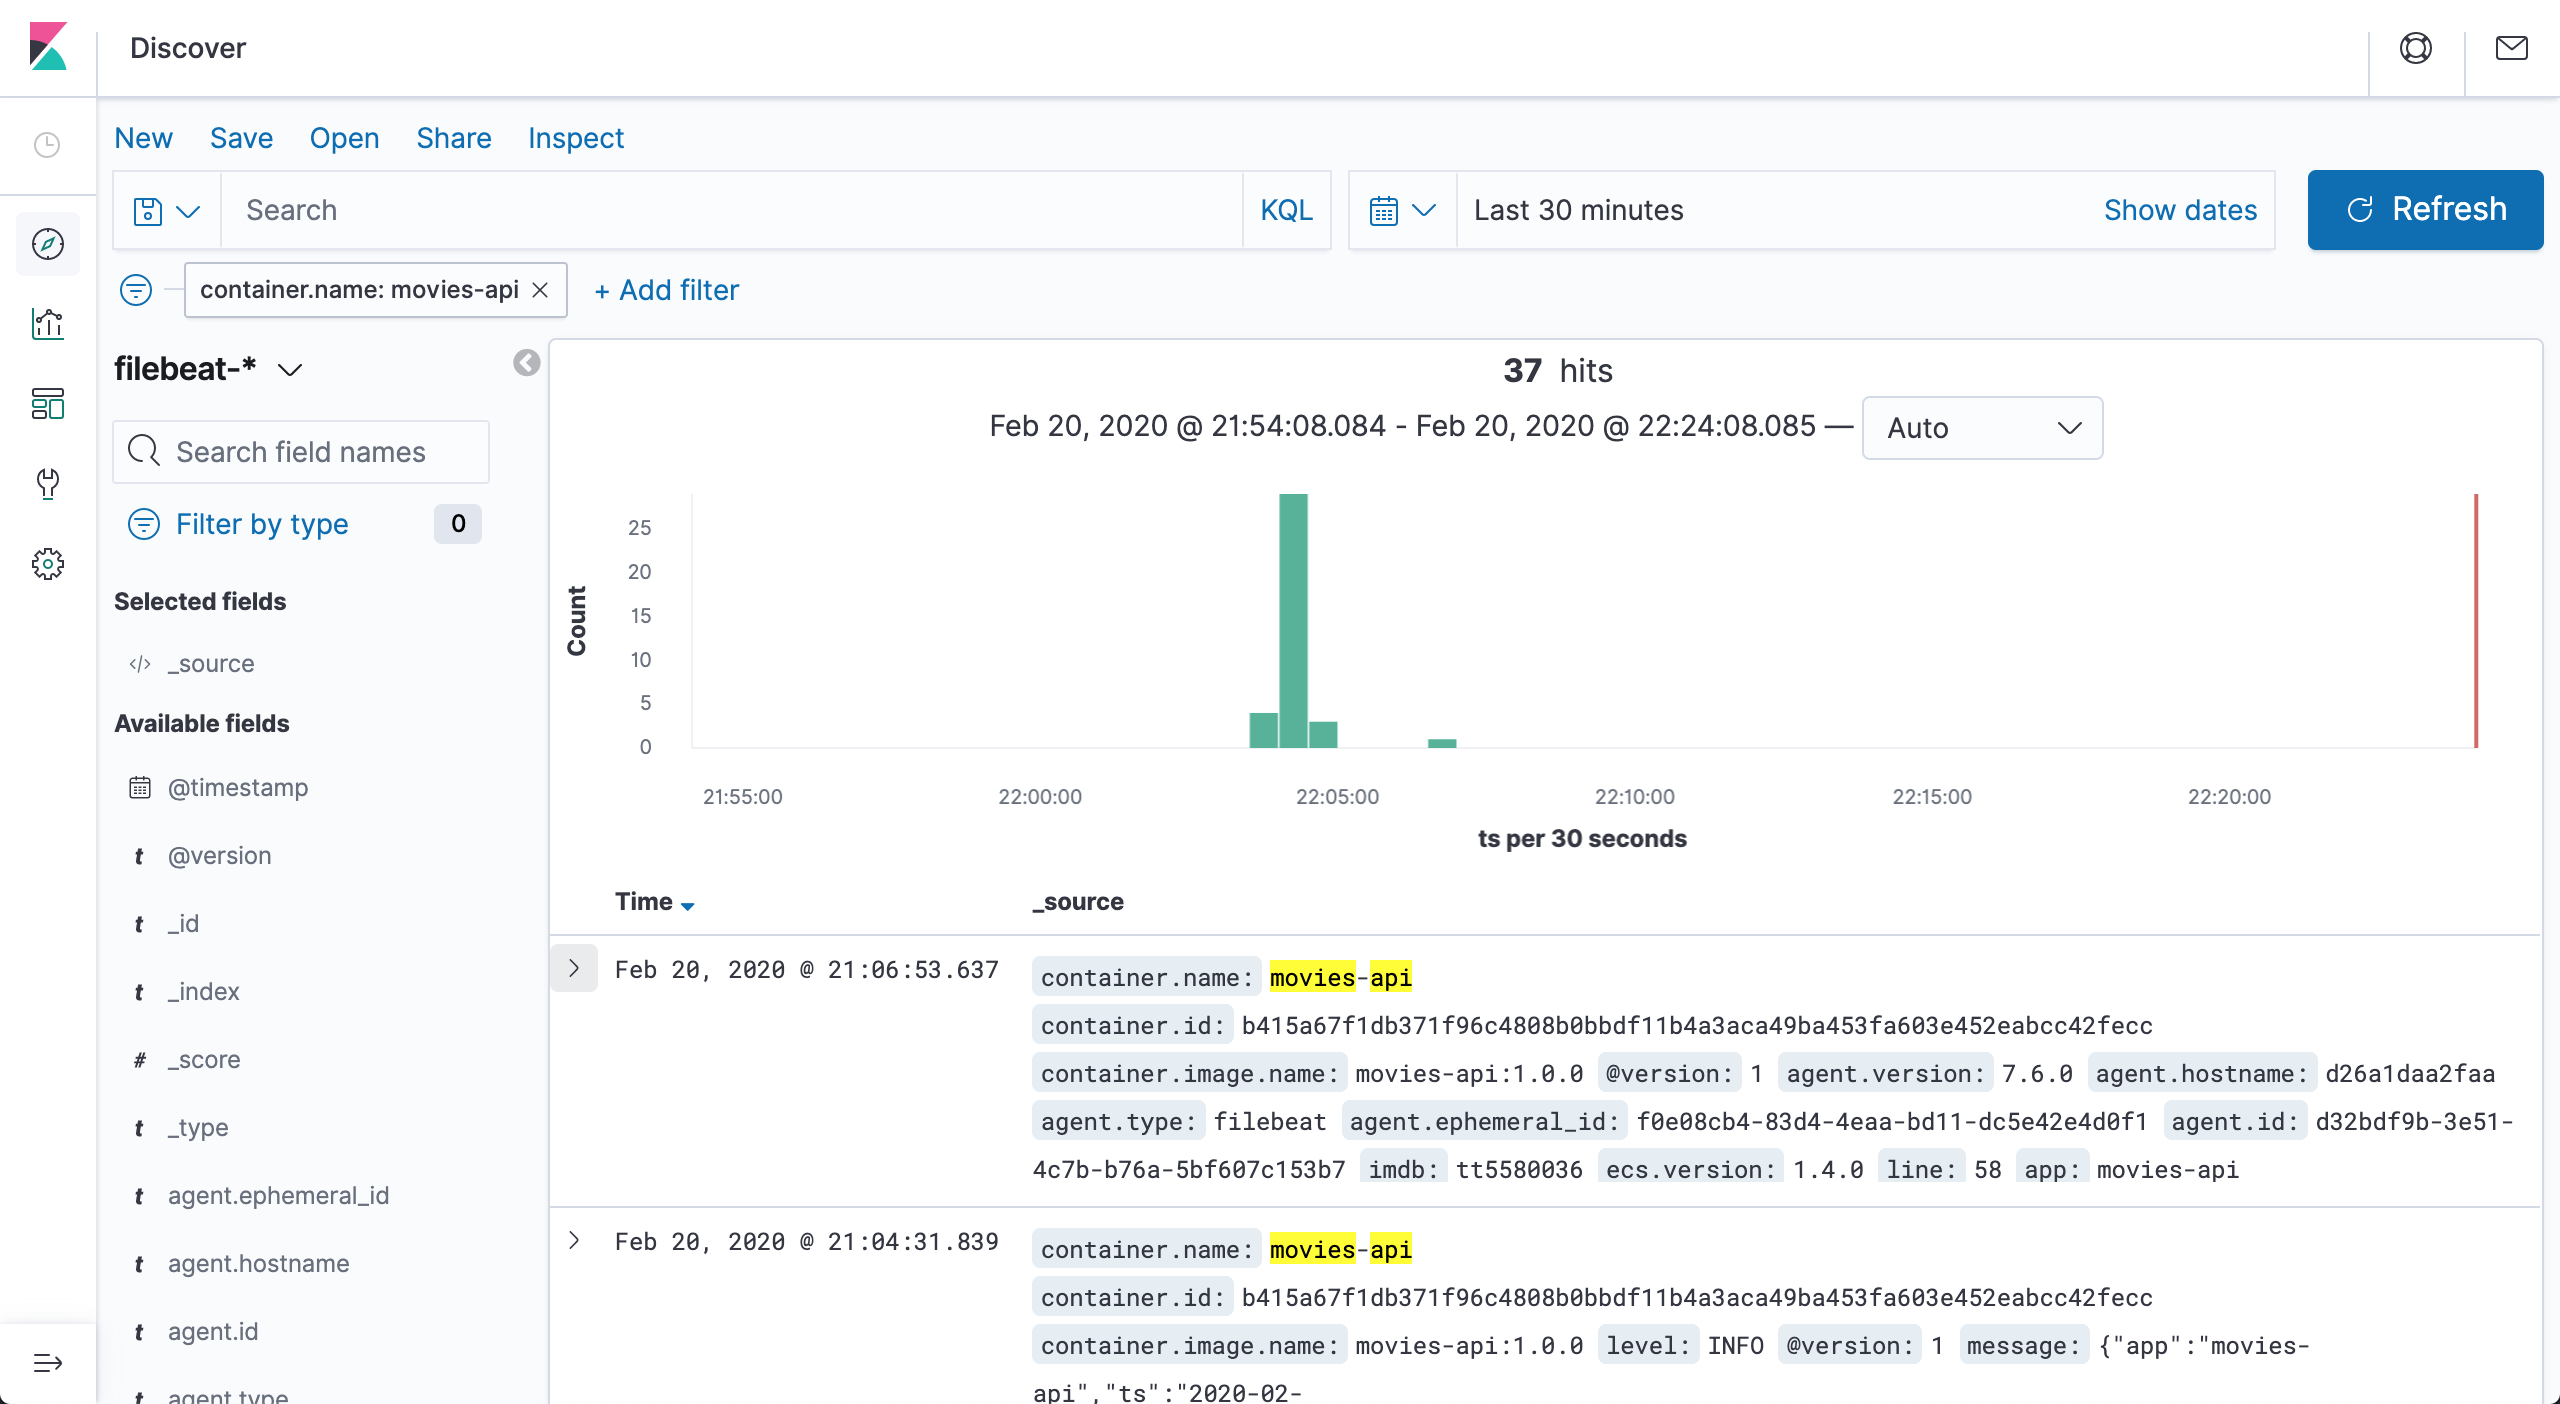 Discover
New Save Open Share Inspect
Search KQL Last 30 minutes Show dates Refresh
container.name: movies-api + Add filter
filebeat-*
Search field names
Filter by type 0
Selected fields
_source
Available fields
@timestamp
@version
_id
_index
_score
_type
agent.ephemeral_id
agent.hostname
agent.id
agent.type
37 hits
Feb 20, 2020 @ 21:54:08.084 - Feb 20, 2020 @ 22:24:08.085 — Auto
Count
25
20
15
10
5
0
21:55:00 22:00:00 22:05:00 22:10:00 22:15:00 22:20:00
ts per 30 seconds
Time _source
Feb 20, 2020 @ 21:06:53.637 container.name: movies-api
container.id: b415a67f1db371f96c4808b0bbdf11b4a3aca49ba453fa603e452eabcc42fecc
container.image.name: movies-api:1.0.0 @version: 1 agent.version: 7.6.0 agent.hostname: d26a1daa2faa
agent.type: filebeat agent.ephemeral_id: f0e08cb4-83d4-4eaa-bd11-dc5e42e4d0f1 agent.id: d32bdf9b-3e51-
4c7b-b76a-5bf607c153b7 imdb: tt5580036 ecs.version: 1.4.0 line: 58 app: movies-api
Feb 20, 2020 @ 21:04:31.839 container.name: movies-api
container.id: b415a67f1db371f96c4808b0bbdf11b4a3aca49ba453fa603e452eabcc42fecc
container.image.name: movies-api:1.0.0 level: INFO @version: 1 message: {"app":"movies-
api","ts":"2020-02-